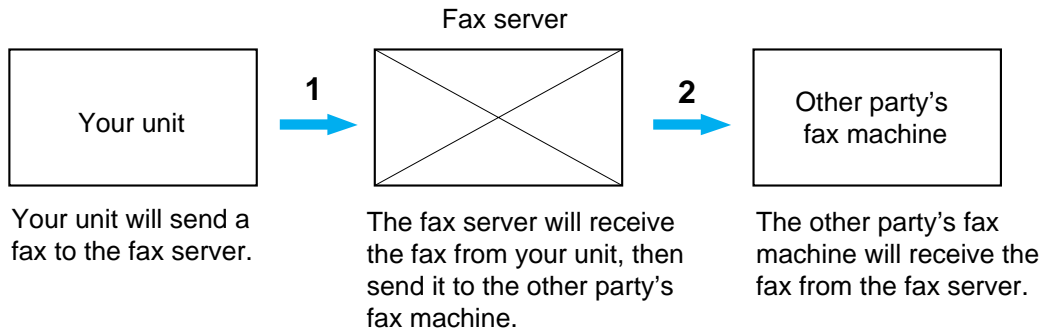 Fax server
Your unit
1
2
Other party's
fax machine
Your unit will send a
fax to the fax server.
The fax server will receive
the fax from your unit, then
send it to the other party's
fax machine.
The other party's fax
machine will receive the
fax from the fax server.